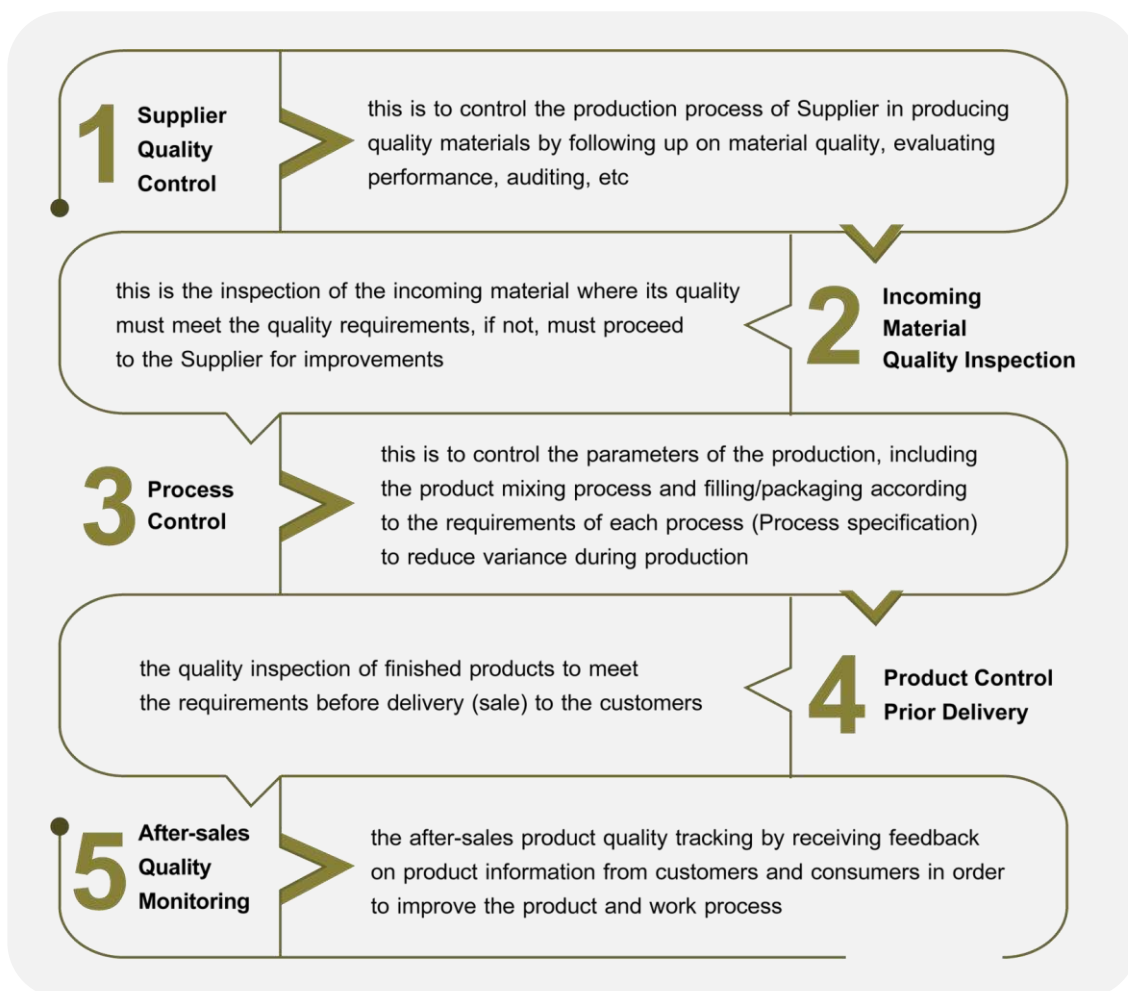 1
Supplier
Quality
Control
this is to control the production process of Supplier in producing
quality materials by following up on material quality, evaluating
performance, auditing, etc
2
Incoming
Material
Quality Inspection
this is the inspection of the incoming material where its quality
must meet the quality requirements, if not, must proceed
to the Supplier for improvements
3
Process
Control
this is to control the parameters of the production, including
the product mixing process and filling/packaging according
to the requirements of each process (Process specification)
to reduce variance during production
4
Product Control
Prior Delivery
the quality inspection of finished products to meet
the requirements before delivery (sale) to the customers
5
After-sales
Quality
Monitoring
the after-sales product quality tracking by receiving feedback
on product information from customers and consumers in order
to improve the product and work process